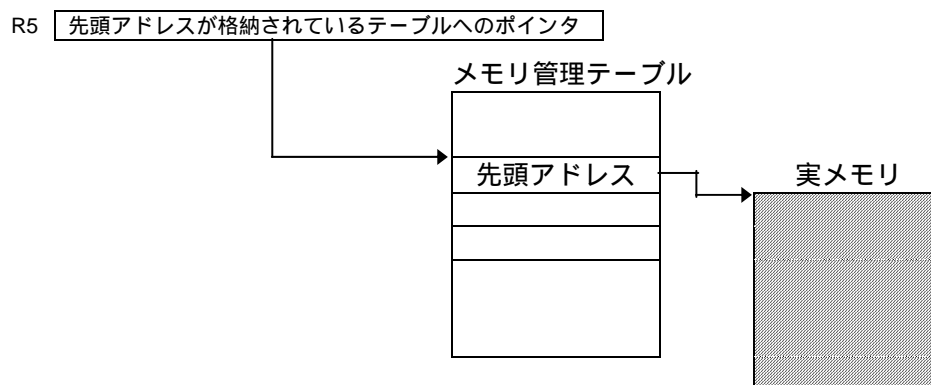 R5 先頭アドレスが格納されているテーブルへのポインタ
メモリ管理テーブル
先頭アドレス
実メモリ